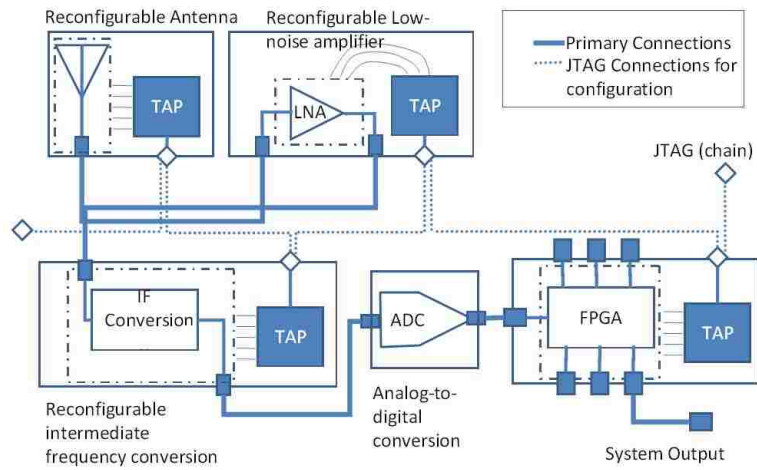 Reconfigurable Antenna
Reconfigurable Low-
noise amplifier
Primary Connections
JTAG Connections for
configuration
TAP
LNA
TAP
JTAG (chain)
IF
Conversion
TAP
ADC
FPGA
TAP
Reconfigurable
intermediate
frequency conversion
Analog-to-
digital
conversion
System Output